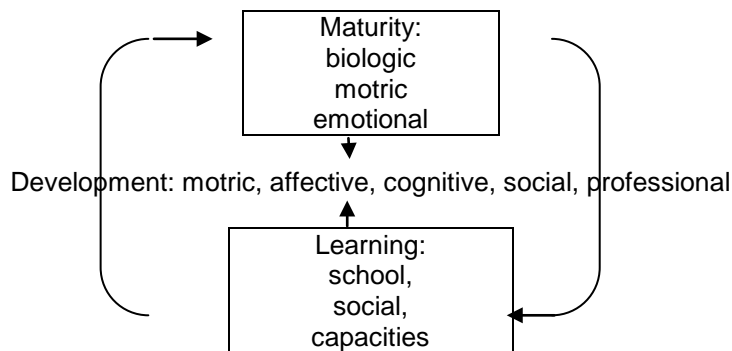 Maturity:
biologic
motric
emotional
Development: motric, affective, cognitive, social, professional
Learning:
school,
social,
capacities